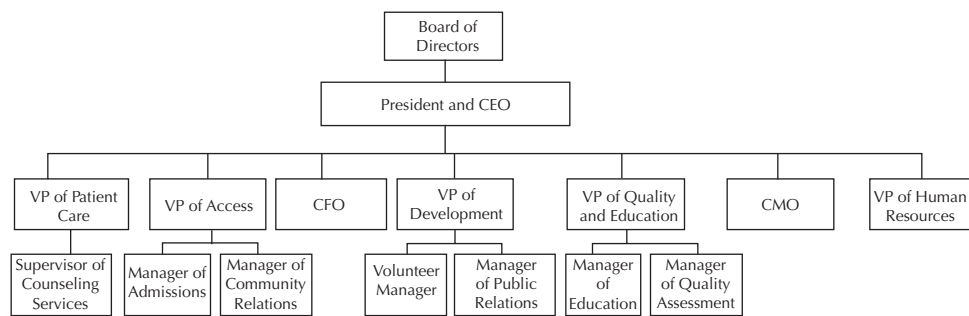 Board of
Directors
President and CEO
VP of Patient
Care
VP of Access
CFO
VP of
Development
VP of Quality
and Education
CMO
VP of Human
Resources
Supervisor of
Counseling
Services
Manager of
Admissions
Manager of
Community
Relations
Volunteer
Manager
Manager
of Public
Relations
Manager
of
Education
Manager
of Quality
Assessment